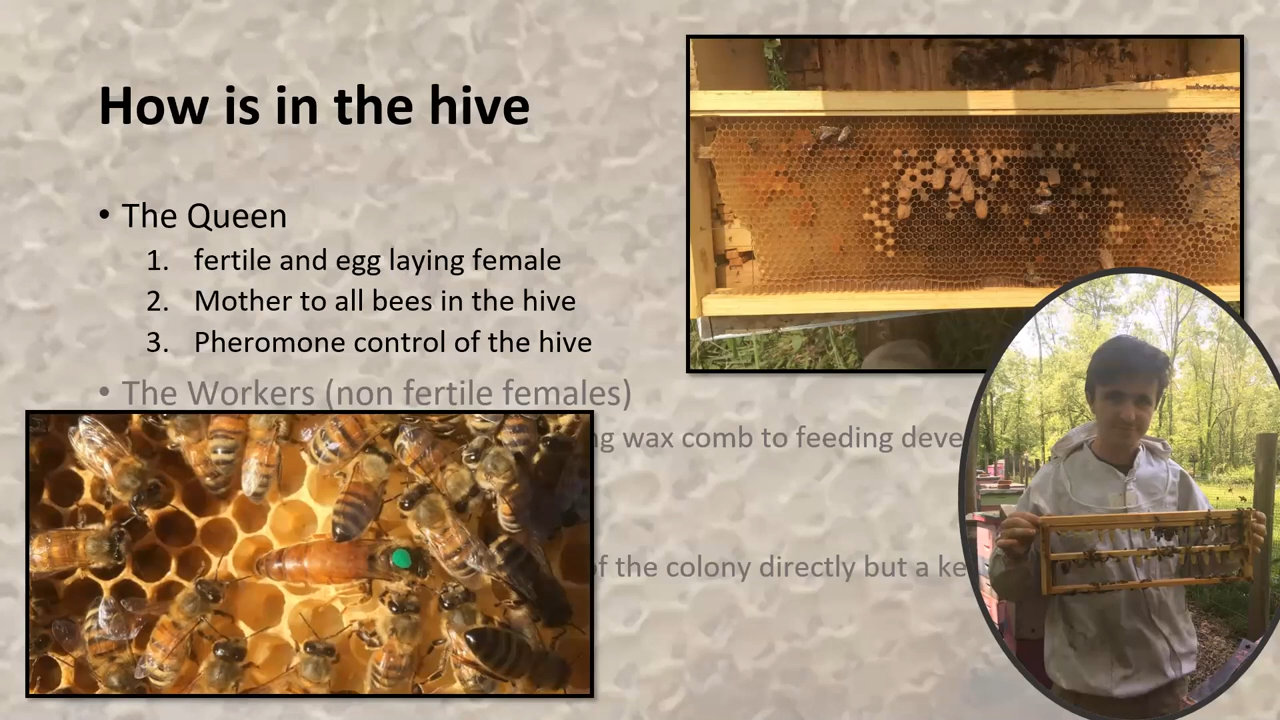 How is in the hive
• The Queen
1. fertile and egg laying female
2. Mother to all bees in the hive
3. Pheromone control of the hive
• The Workers (non fertile females)
wax comb to feeding
of the colony directly but a